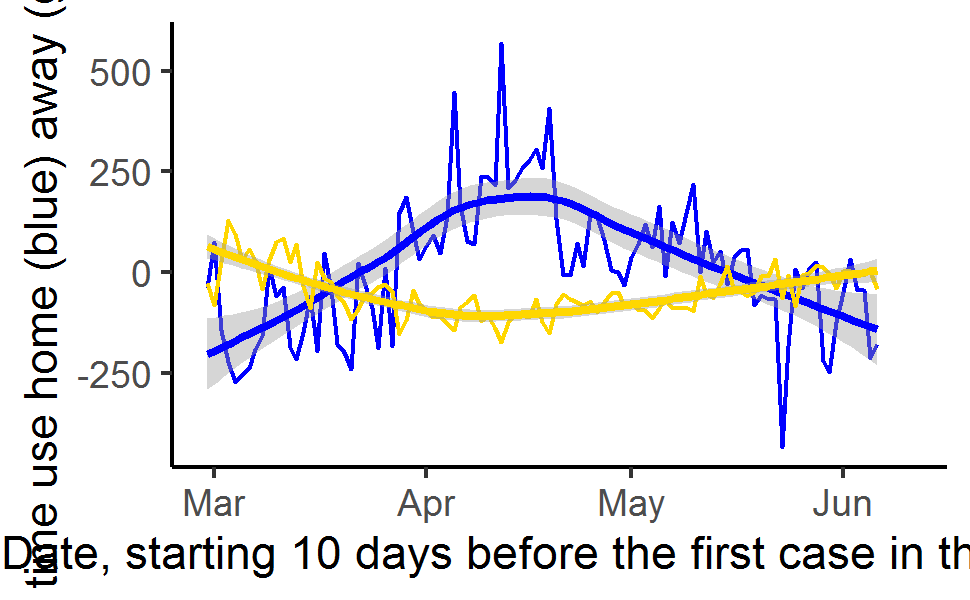 time use home (blue) away (
500
250
0
-250
Mar Apr May Jun
Date, starting 10 days before the first case in th